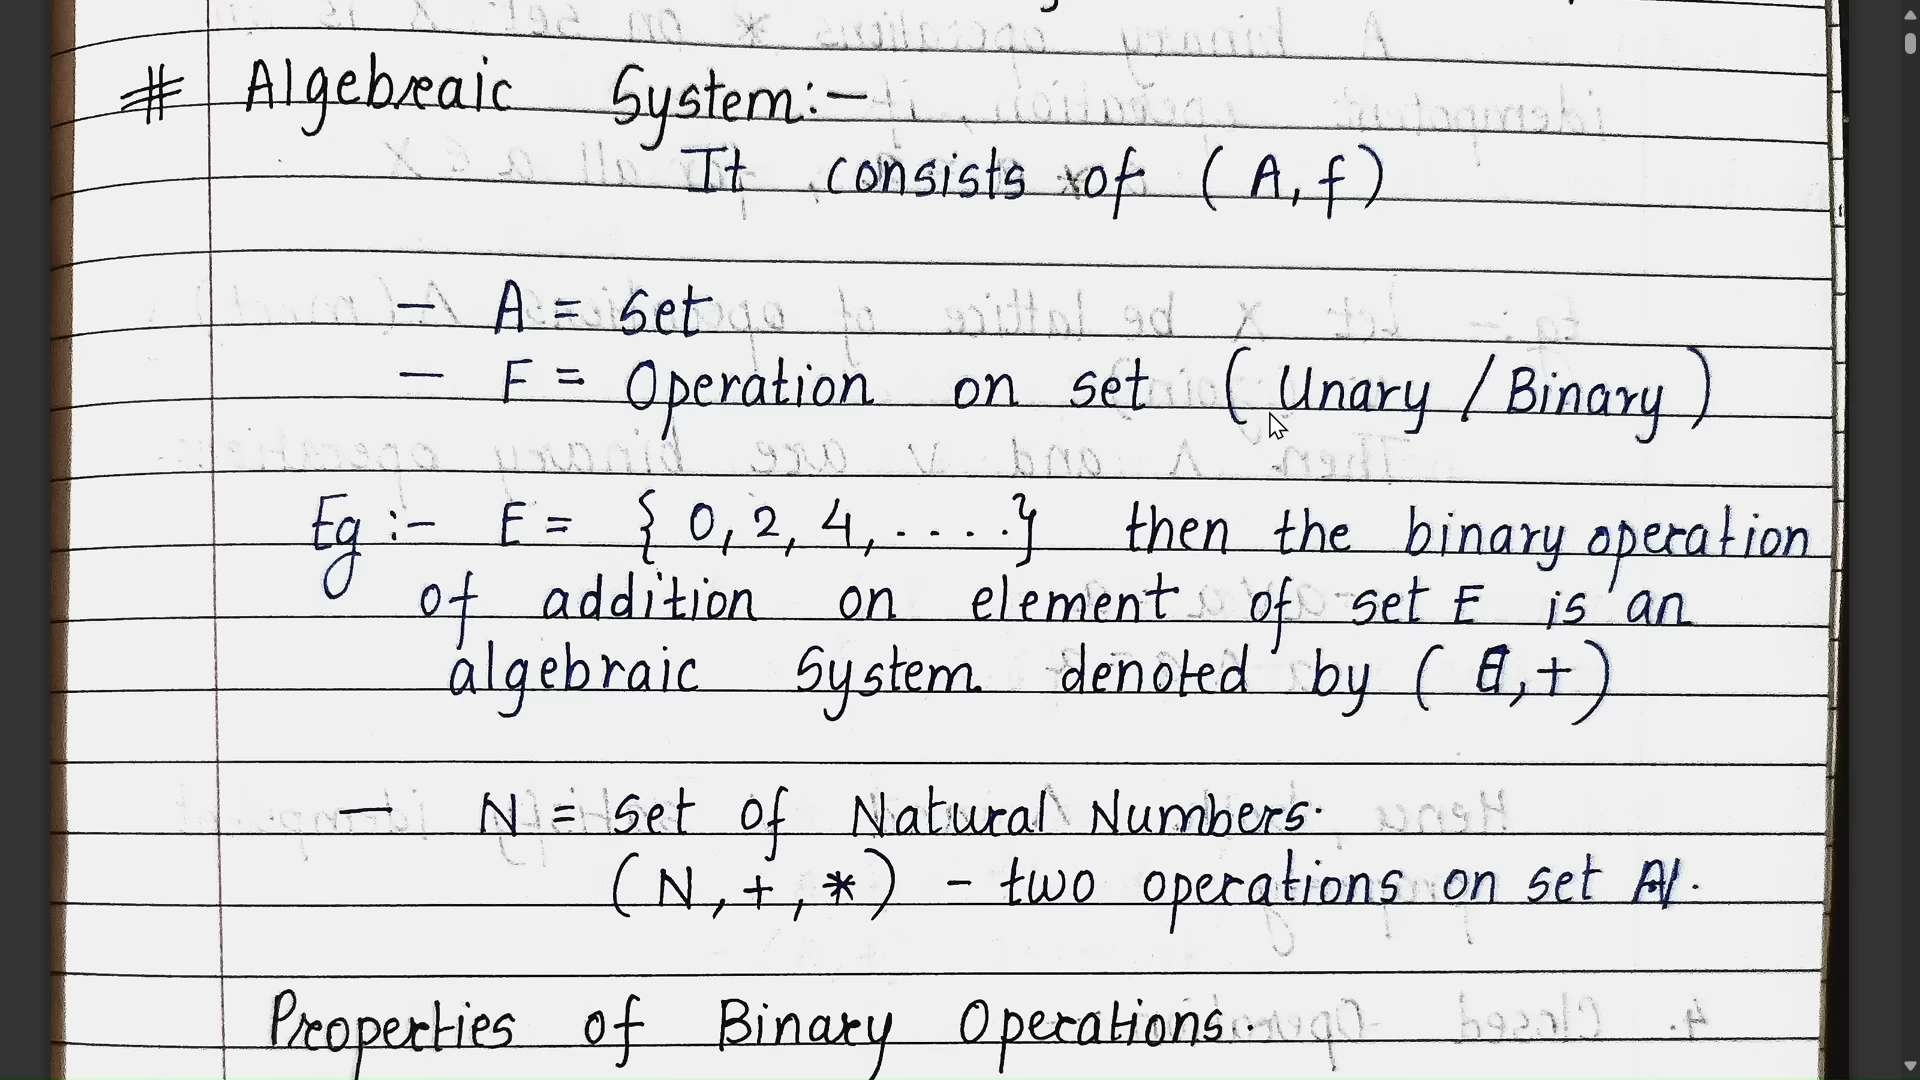 # Algebraic System:-
It consists of (A, f)
- A = set
- F = Operation on set (Unary / Binary)
Eg :- E = {0, 2, 4, . . . .} then the binary operation
of addition on element of set E is an
algebraic System denoted by (E, +)
- N = set of Natural Numbers.
(N, +, *) - two operations on set N.
Properties of Binary Operations.